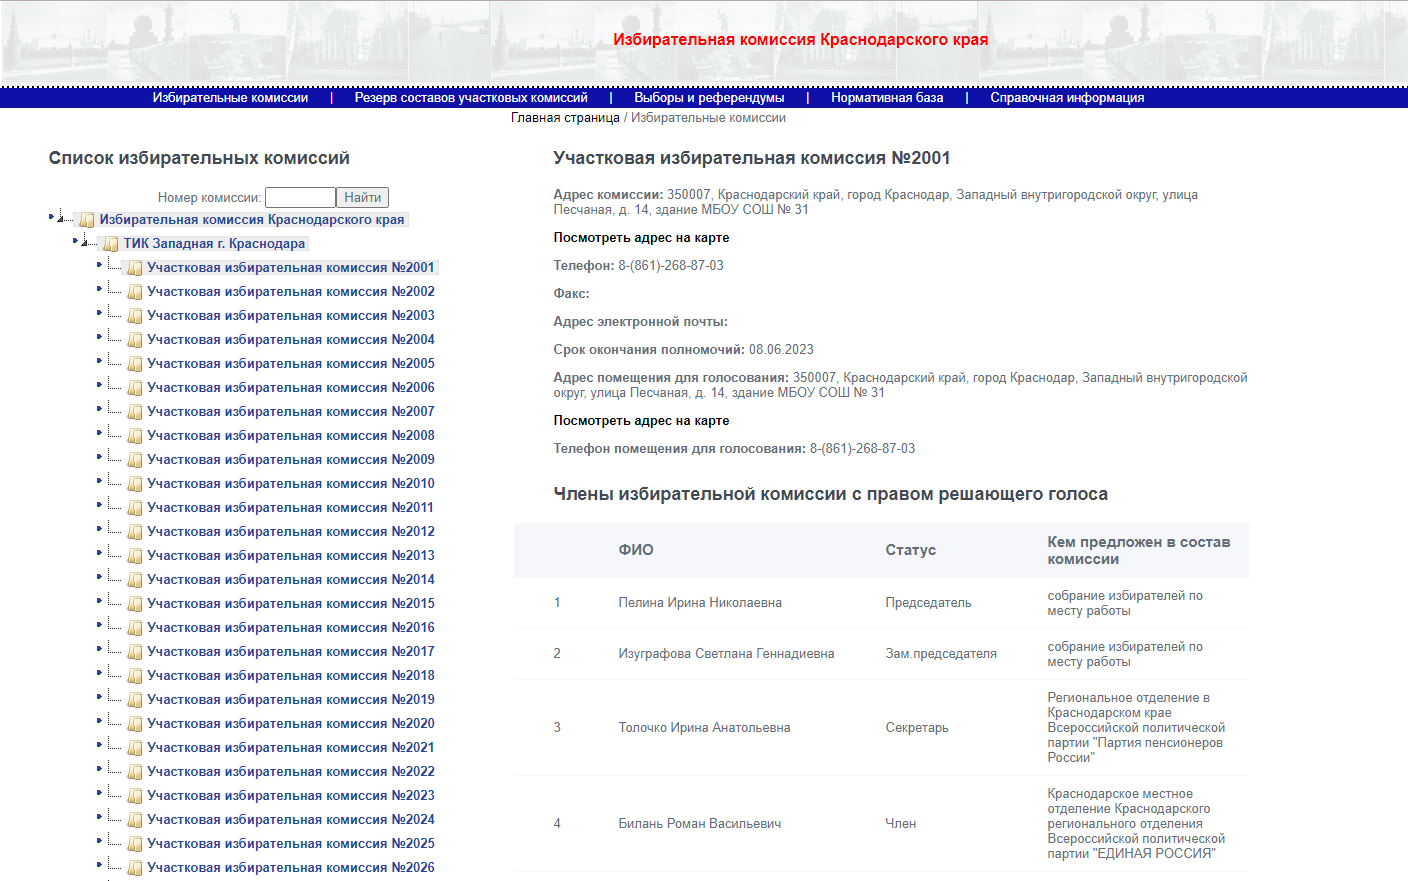 Избирательная комиссия Краснодарского края
Избирательные комиссии | Резерв составов участковых комиссий | Выборы и референдумы | Нормативная база | Справочная информация
Главная страница / Избирательные комиссии
Список избирательных комиссий
Номер комиссии: Найти
Избирательная комиссия Краснодарского края
ТИК Западная г. Краснодара
Участковая избирательная комиссия №2001
Участковая избирательная комиссия №2002
Участковая избирательная комиссия №2003
Участковая избирательная комиссия №2004
Участковая избирательная комиссия №2005
Участковая избирательная комиссия №2006
Участковая избирательная комиссия №2007
Участковая избирательная комиссия №2008
Участковая избирательная комиссия №2009
Участковая избирательная комиссия №2010
Участковая избирательная комиссия №2011
Участковая избирательная комиссия №2012
Участковая избирательная комиссия №2013
Участковая избирательная комиссия №2014
Участковая избирательная комиссия №2015
Участковая избирательная комиссия №2016
Участковая избирательная комиссия №2017
Участковая избирательная комиссия №2018
Участковая избирательная комиссия №2019
Участковая избирательная комиссия №2020
Участковая избирательная комиссия №2021
Участковая избирательная комиссия №2022
Участковая избирательная комиссия №2023
Участковая избирательная комиссия №2024
Участковая избирательная комиссия №2025
Участковая избирательная комиссия №2026
Участковая избирательная комиссия №2001
Адрес комиссии: 350007, Краснодарский край, город Краснодар, Западный внутригородской округ, улица
Песчаная, д. 14, здание МБОУ СОШ № 31
Посмотреть адрес на карте
Телефон: 8-(861)-268-87-03
Факс:
Адрес электронной почты:
Срок окончания полномочий: 08.06.2023
Адрес помещения для голосования: 350007, Краснодарский край, город Краснодар, Западный внутригородской
округ, улица Песчаная, д. 14, здание МБОУ СОШ № 31
Посмотреть адрес на карте
Телефон помещения для голосования: 8-(861)-268-87-03
Члены избирательной комиссии с правом решающего голоса
ФИО Статус Кем предложен в состав
комиссии
1 Пелина Ирина Николаевна Председатель собрание избирателей по
месту работы
2 Изуграфова Светлана Геннадиевна Зам.председателя собрание избирателей по
месту работы
3 Толочко Ирина Анатольевна Секретарь Региональное отделение в
Краснодарском крае
Всероссийской политической
партии "Партия пенсионеров
России"
4 Билань Роман Васильевич Член Краснодарское местное
отделение Краснодарского
регионального отделения
Всероссийской политической
партии "ЕДИНАЯ РОССИЯ"